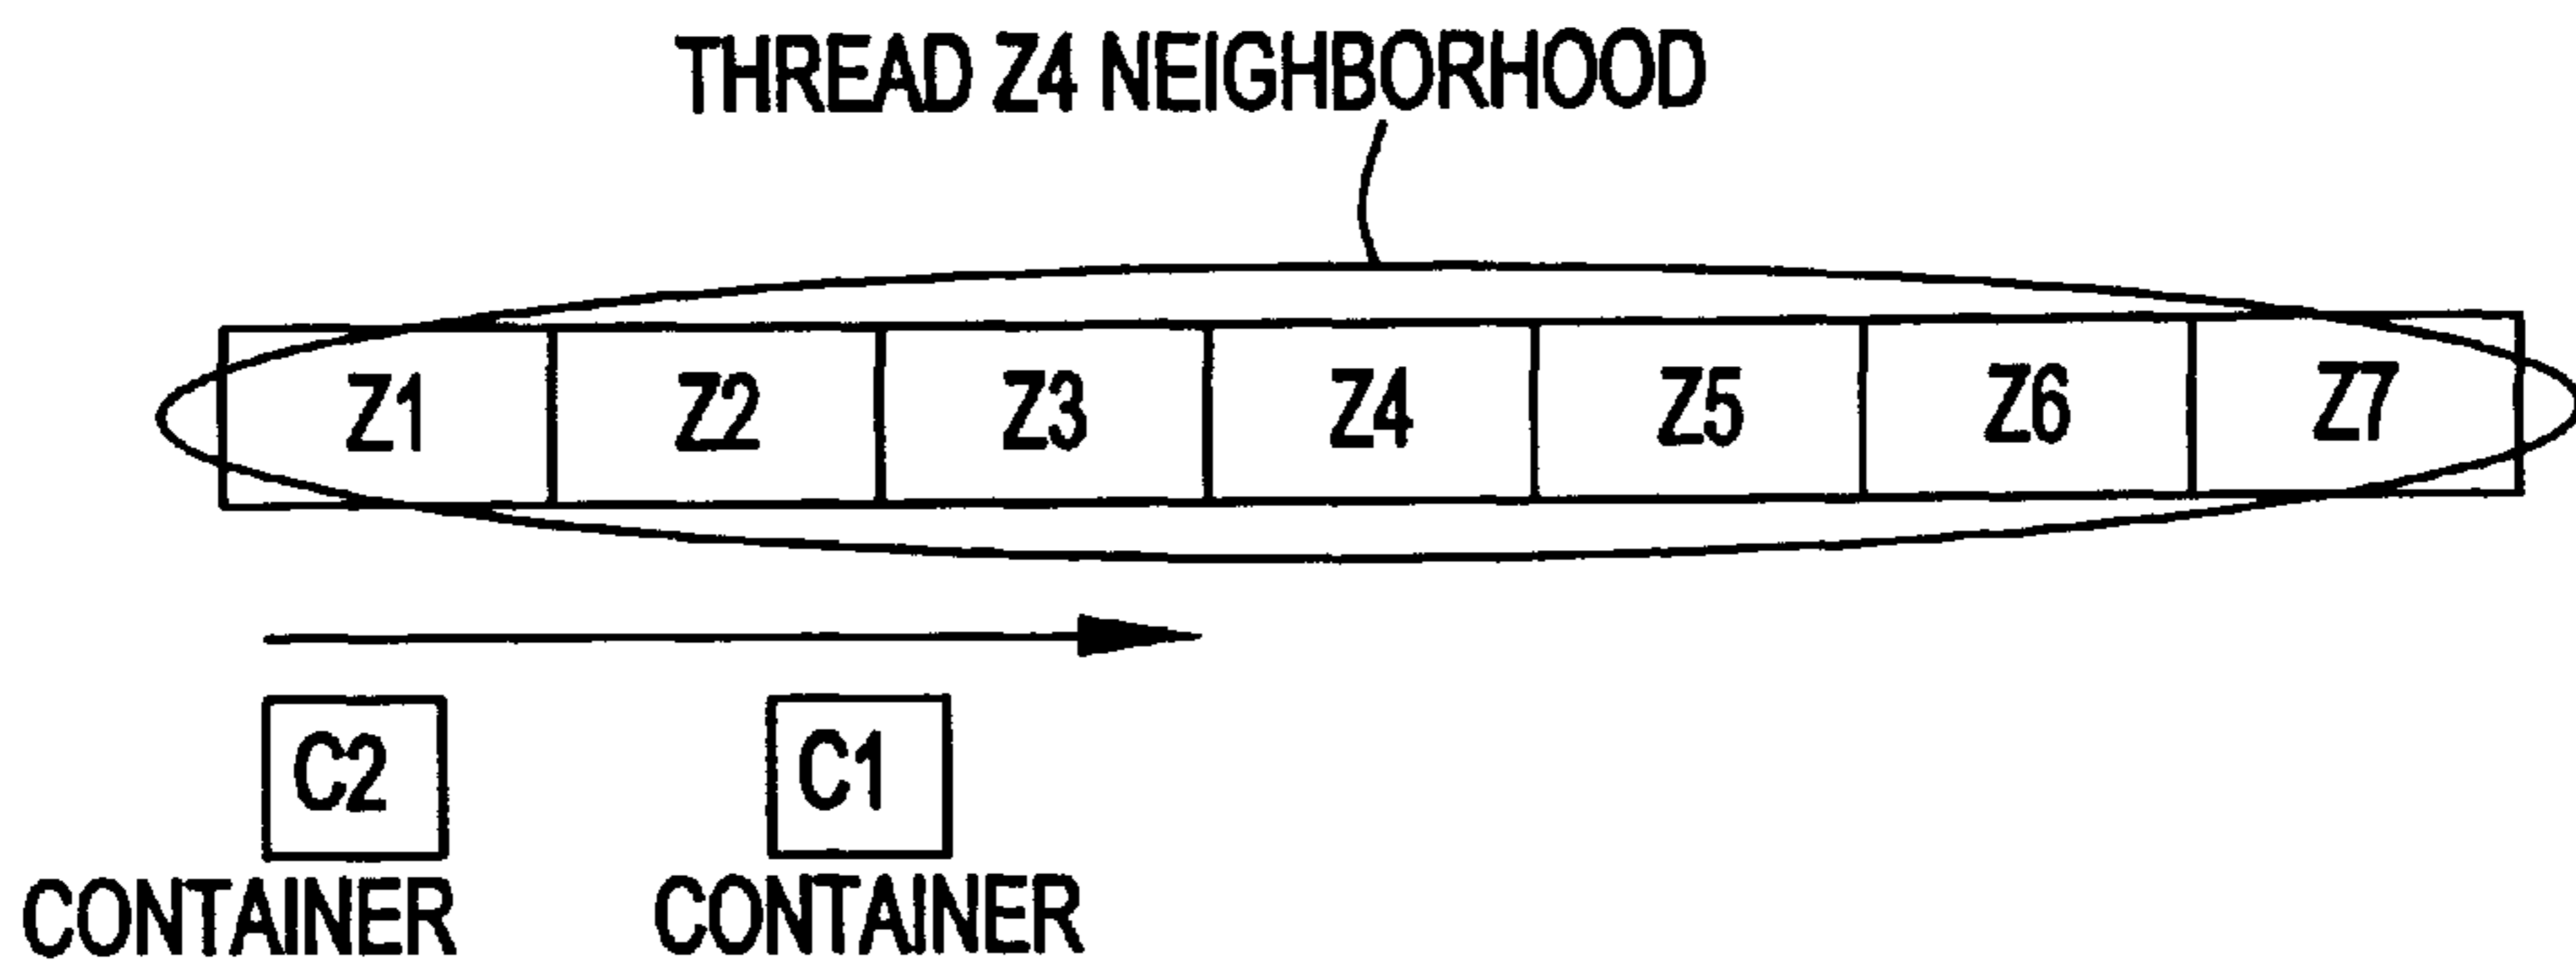 THREAD Z4 NEIGHBORHOOD
Z1 Z2 Z3 Z4 Z5 Z6 Z7
C2 C1
CONTAINER CONTAINER